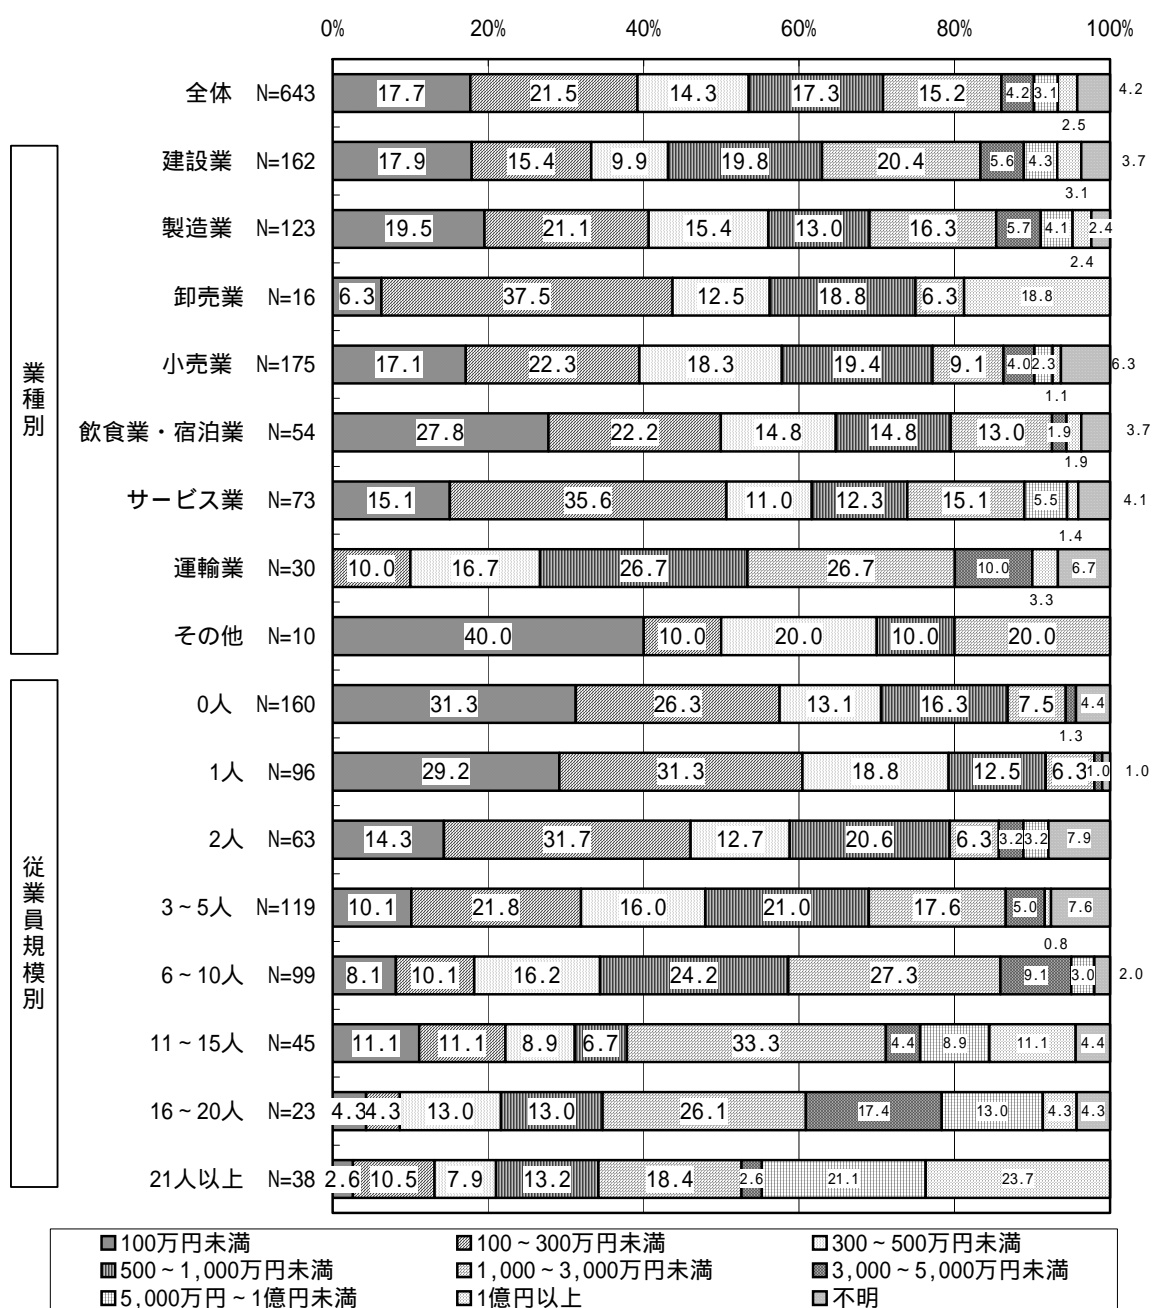 0% 20% 40% 60% 80% 100%
全体 N=643 17.7 21.5 14.3 17.3 15.2 4.2 3.1 4.2
2.5
建設業 N=162 17.9 15.4 9.9 19.8 20.4 5.6 4.3 3.7
3.1
製造業 N=123 19.5 21.1 15.4 13.0 16.3 5.7 4.1 2.4
2.4
卸売業 N=16 6.3 37.5 12.5 18.8 6.3 18.8
業種別
小売業 N=175 17.1 22.3 18.3 19.4 9.1 4.0 2.3 6.3
1.1
飲食業・宿泊業 N=54 27.8 22.2 14.8 14.8 13.0 1.9 3.7
1.9
サービス業 N=73 15.1 35.6 11.0 12.3 15.1 5.5 4.1
1.4
運輸業 N=30 10.0 16.7 26.7 26.7 10.0 6.7
3.3
その他 N=10 40.0 10.0 20.0 10.0 20.0
0人 N=160 31.3 26.3 13.1 16.3 7.5 4.4
1.3
1人 N=96 29.2 31.3 18.8 12.5 6.3 1.0 1.0
2人 N=63 14.3 31.7 12.7 20.6 6.3 3.2 3.2 7.9
従業員規模別
3~5人 N=119 10.1 21.8 16.0 21.0 17.6 5.0 7.6
0.8
6~10人 N=99 8.1 10.1 16.2 24.2 27.3 9.1 3.0 2.0
11~15人 N=45 11.1 11.1 8.9 6.7 33.3 4.4 8.9 11.1 4.4
16~20人 N=23 4.3 4.3 13.0 13.0 26.1 17.4 13.0 4.3 4.3
21人以上 N=38 2.6 10.5 7.9 13.2 18.4 2.6 21.1 23.7
100万円未満 100~300万円未満 300~500万円未満
500~1,000万円未満 1,000~3,000万円未満 3,000~5,000万円未満
5,000万円~1億円未満 1億円以上 不明